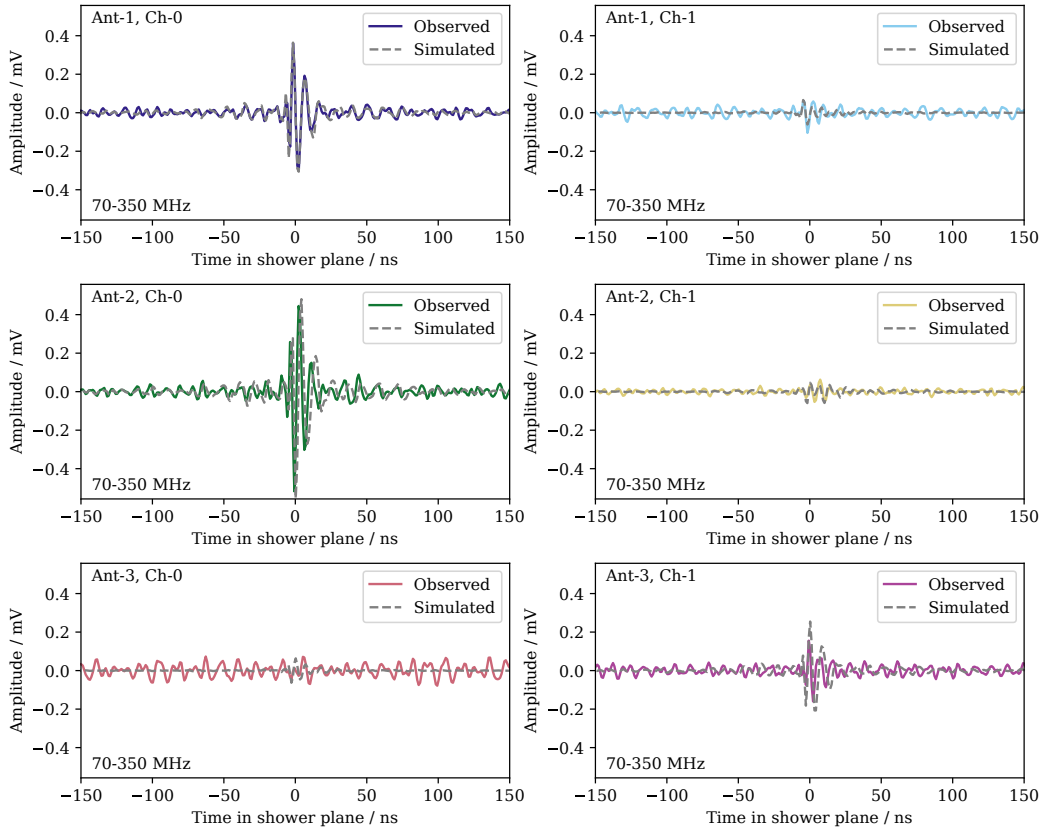 Ant-1, Ch-0
Observed
Simulated
0.4
0.2
0.0
−0.2
−0.4
Amplitude / mV
70-350 MHz
−150 −100 −50 0 50 100 150
Time in shower plane / ns
Ant-1, Ch-1
Observed
Simulated
0.4
0.2
0.0
−0.2
−0.4
Amplitude / mV
70-350 MHz
−150 −100 −50 0 50 100 150
Time in shower plane / ns
Ant-2, Ch-0
Observed
Simulated
0.4
0.2
0.0
−0.2
−0.4
Amplitude / mV
70-350 MHz
−150 −100 −50 0 50 100 150
Time in shower plane / ns
Ant-2, Ch-1
Observed
Simulated
0.4
0.2
0.0
−0.2
−0.4
Amplitude / mV
70-350 MHz
−150 −100 −50 0 50 100 150
Time in shower plane / ns
Ant-3, Ch-0
Observed
Simulated
0.4
0.2
0.0
−0.2
−0.4
Amplitude / mV
70-350 MHz
−150 −100 −50 0 50 100 150
Time in shower plane / ns
Ant-3, Ch-1
Observed
Simulated
0.4
0.2
0.0
−0.2
−0.4
Amplitude / mV
70-350 MHz
−150 −100 −50 0 50 100 150
Time in shower plane / ns